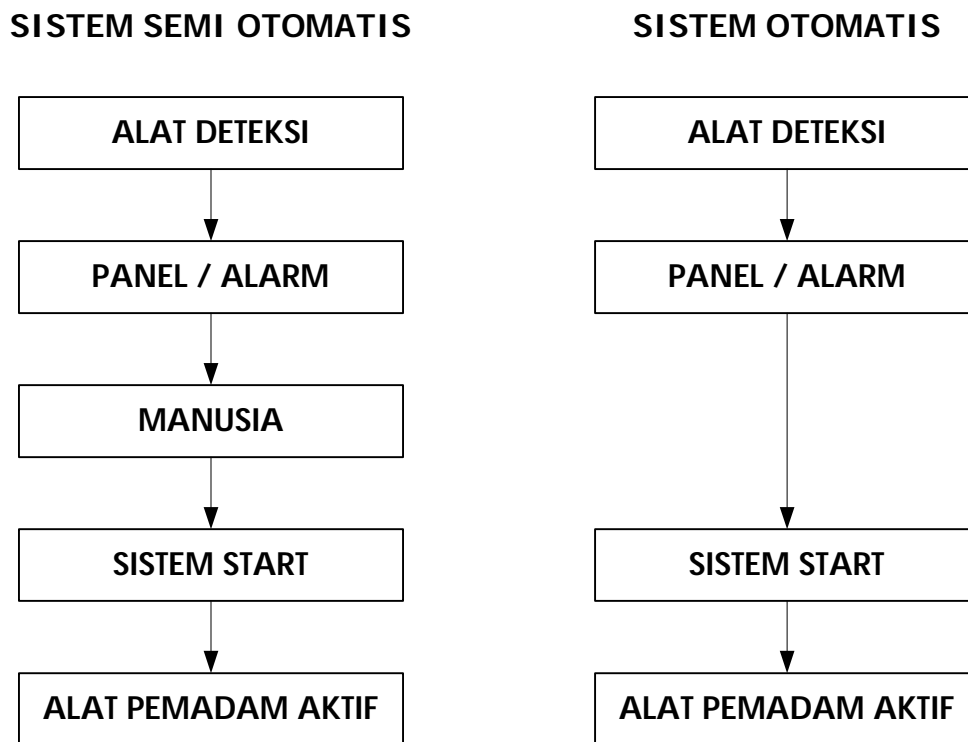 SISTEM SEMI OTOMATIS
ALAT DETEKSI
PANEL / ALARM
MANUSIA
SISTEM START
ALAT PEMADAM AKTIF
SISTEM OTOMATIS
ALAT DETEKSI
PANEL / ALARM
SISTEM START
ALAT PEMADAM AKTIF